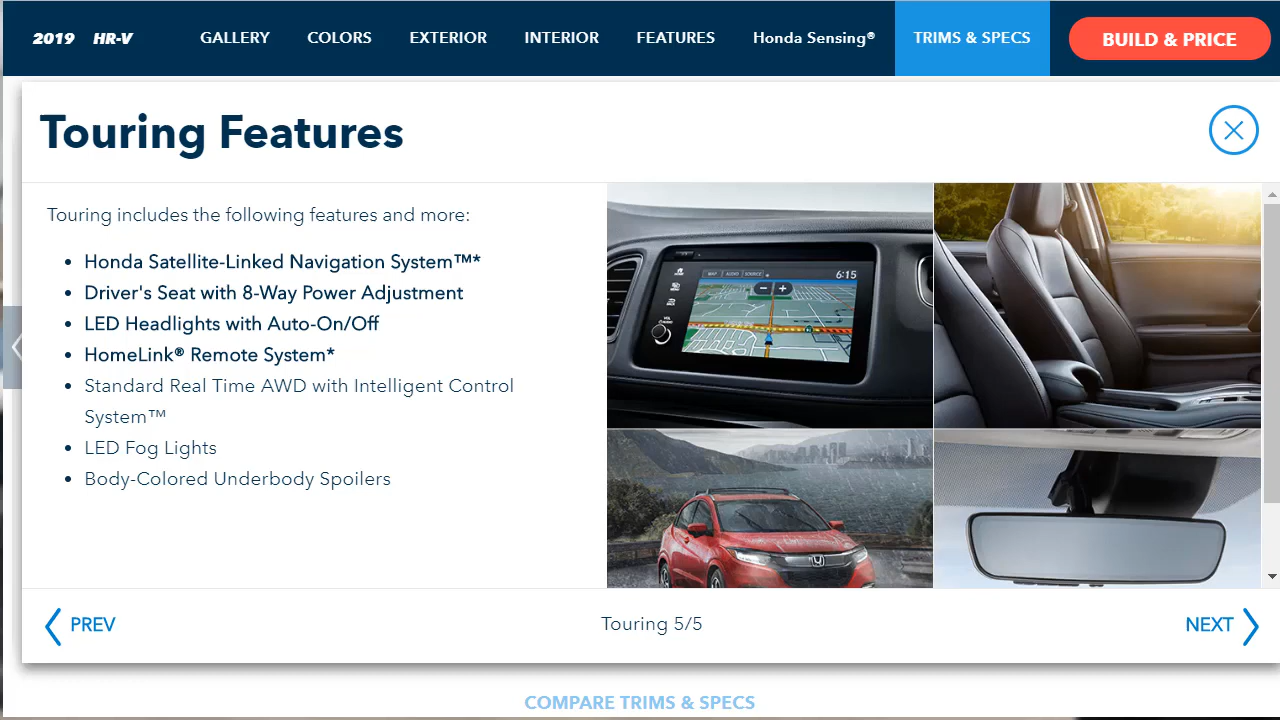 2019 HR-V
GALLERY
COLORS
EXTERIOR
INTERIOR
FEATURES
Honda Sensing®
TRIMS & SPECS
BUILD & PRICE
Touring Features
Touring includes the following features and more:
Honda Satellite-Linked Navigation System™*
Driver's Seat with 8-Way Power Adjustment
LED Headlights with Auto-On/Off
HomeLink® Remote System*
Standard Real Time AWD with Intelligent Control
System™
LED Fog Lights
Body-Colored Underbody Spoilers
MAP AUDIO SOURCE
6:15
PREV
Touring 5/5
NEXT
COMPARE TRIMS & SPECS